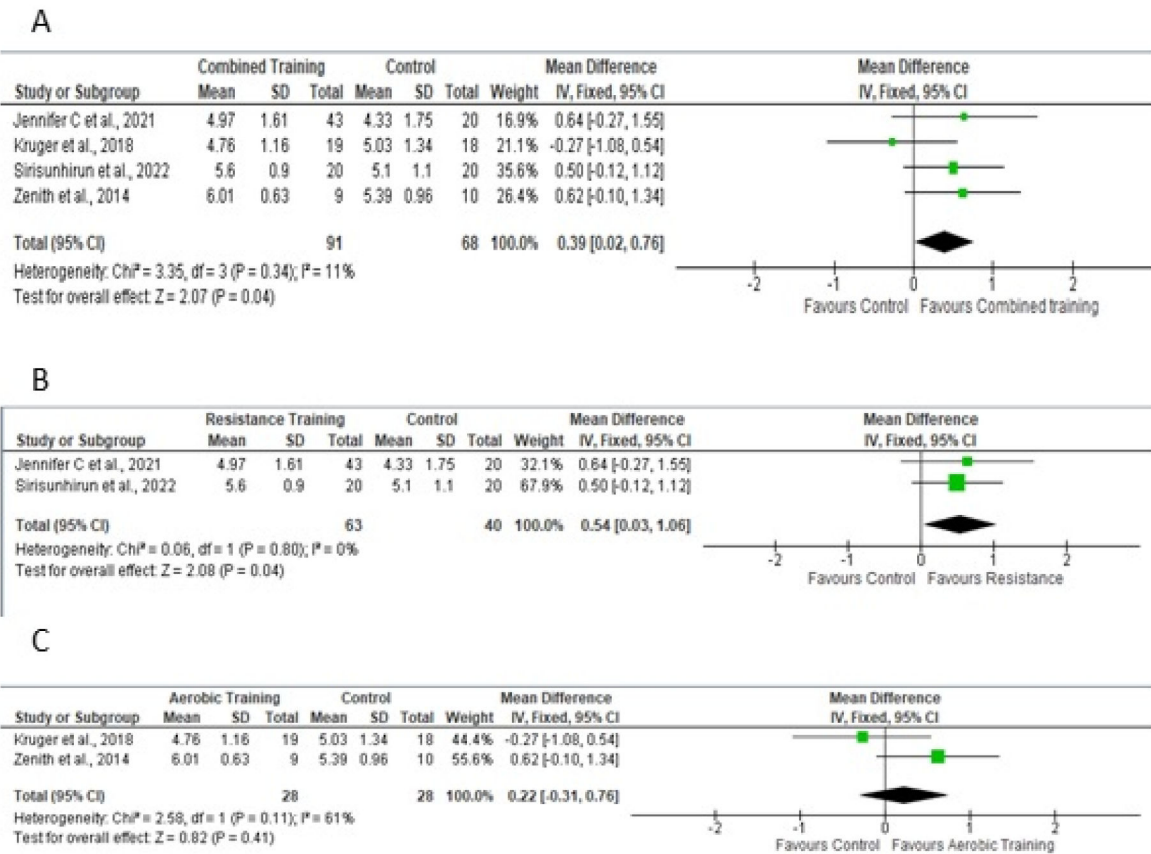 A
Combined Training Control Mean Difference Mean Difference
Study or Subgroup Mean SD Total Mean SD Total Weight IV, Fixed, 95% CI IV, Fixed, 95% CI
Jennifer C et al., 2021 4.97 1.61 43 4.33 1.75 20 16.9% 0.64 [-0.27, 1.55]
Kruger et al., 2018 4.76 1.16 19 5.03 1.34 18 21.1% -0.27 [-1.08, 0.54]
Sirisunhirun et al., 2022 5.6 0.9 20 5.1 1.1 20 35.6% 0.50 [-0.12, 1.12]
Zenith et al., 2014 6.01 0.63 9 5.39 0.96 10 26.4% 0.62 [-0.10, 1.34]
Total (95% CI) 91 68 100.0% 0.39 [0.02, 0.76]
Heterogeneity: Chi² = 3.35, df = 3 (P = 0.34); I² = 11%
Test for overall effect: Z = 2.07 (P = 0.04)
-2 -1 0 1 2
Favours Control Favours Combined training
B
Resistance Training Control Mean Difference Mean Difference
Study or Subgroup Mean SD Total Mean SD Total Weight IV, Fixed, 95% CI IV, Fixed, 95% CI
Jennifer C et al., 2021 4.97 1.61 43 4.33 1.75 20 32.1% 0.64 [-0.27, 1.55]
Sirisunhirun et al., 2022 5.6 0.9 20 5.1 1.1 20 67.9% 0.50 [-0.12, 1.12]
Total (95% CI) 63 40 100.0% 0.54 [0.03, 1.06]
Heterogeneity: Chi² = 0.06, df = 1 (P = 0.80); I² = 0%
Test for overall effect: Z = 2.08 (P = 0.04)
-2 -1 0 1 2
Favours Control Favours Resistance
C
Aerobic Training Control Mean Difference Mean Difference
Study or Subgroup Mean SD Total Mean SD Total Weight IV, Fixed, 95% CI IV, Fixed, 95% CI
Kruger et al., 2018 4.76 1.16 19 5.03 1.34 18 44.4% -0.27 [-1.08, 0.54]
Zenith et al., 2014 6.01 0.63 9 5.39 0.96 10 55.6% 0.62 [-0.10, 1.34]
Total (95% CI) 28 28 100.0% 0.22 [-0.31, 0.76]
Heterogeneity: Chi² = 2.58, df = 1 (P = 0.11); I² = 61%
Test for overall effect: Z = 0.82 (P = 0.41)
-2 -1 0 1 2
Favours Control Favours Aerobic Training